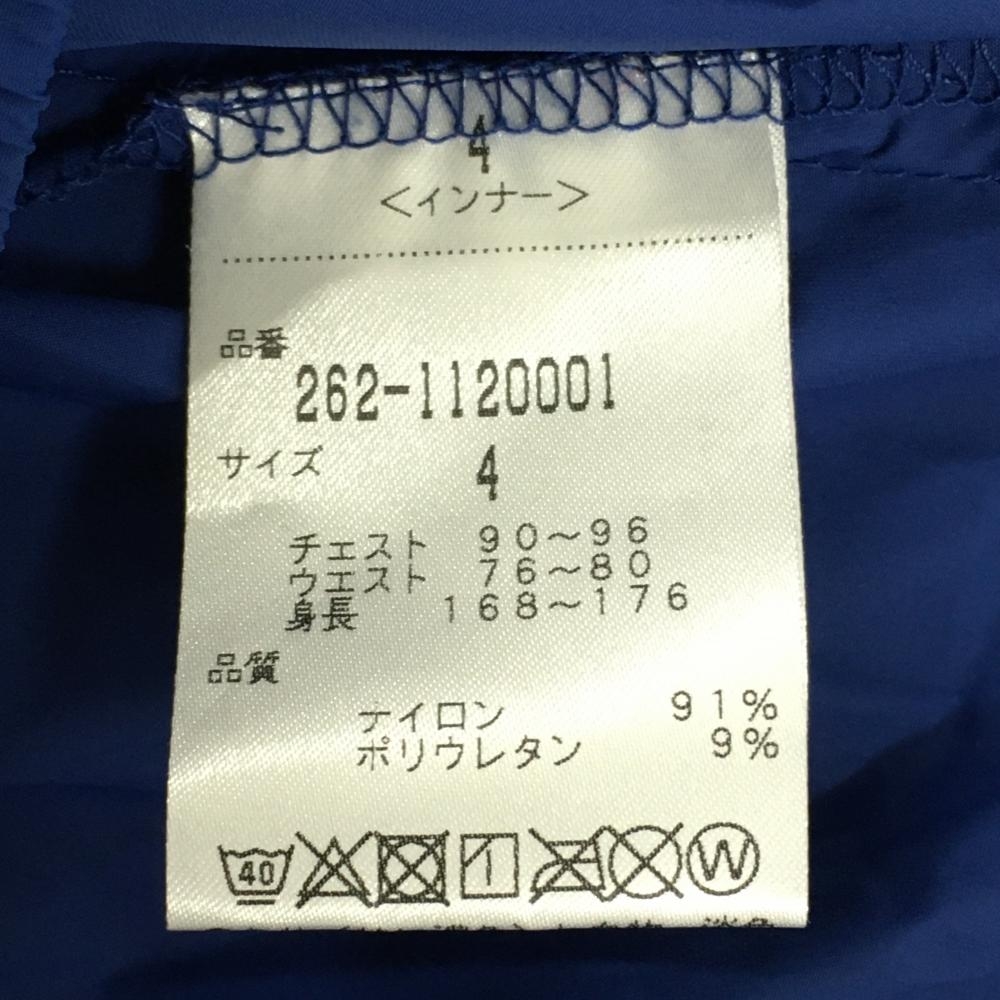 4
<インナー>
品番
262-1120001
サイズ 4
チェスト 90～96
ウエスト 76～80
身長 168～176
品質
ナイロン 91%
ポリウレタン 9%
40 W